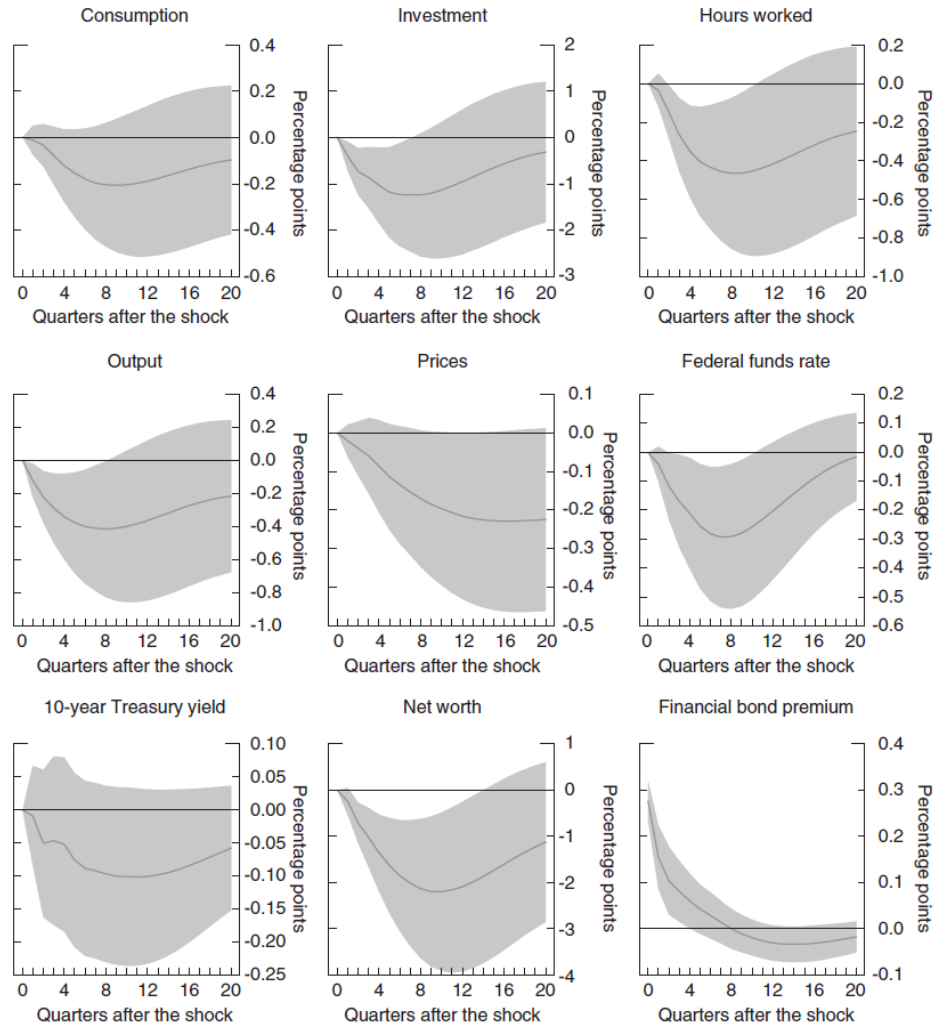 Consumption
0.4
0.2
0.0
-0.2
-0.4
-0.6
Percentage points
0 4 8 12 16 20
Quarters after the shock
Investment
2
1
0
-1
-2
-3
Percentage points
0 4 8 12 16 20
Quarters after the shock
Hours worked
0.2
0.0
-0.2
-0.4
-0.6
-0.8
-1.0
Percentage points
0 4 8 12 16 20
Quarters after the shock
Output
0.4
0.2
0.0
-0.2
-0.4
-0.6
-0.8
-1.0
Percentage points
0 4 8 12 16 20
Quarters after the shock
Prices
0.1
0.0
-0.1
-0.2
-0.3
-0.4
-0.5
Percentage points
0 4 8 12 16 20
Quarters after the shock
Federal funds rate
0.2
0.1
0.0
-0.1
-0.2
-0.3
-0.4
-0.5
-0.6
Percentage points
0 4 8 12 16 20
Quarters after the shock
10-year Treasury yield
0.10
0.05
0.00
-0.05
-0.10
-0.15
-0.20
-0.25
Percentage points
0 4 8 12 16 20
Quarters after the shock
Net worth
1
0
-1
-2
-3
-4
Percentage points
0 4 8 12 16 20
Quarters after the shock
Financial bond premium
0.4
0.3
0.2
0.1
-0.0
-0.1
Percentage points
0 4 8 12 16 20
Quarters after the shock